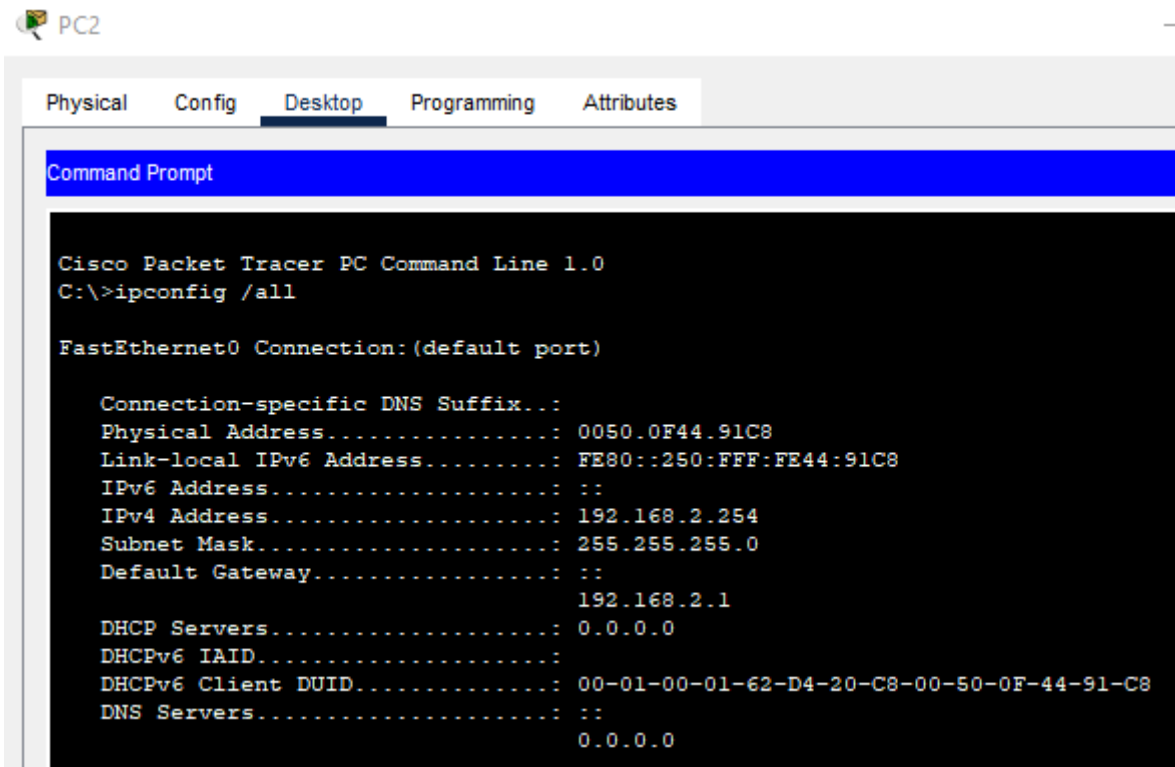 PC2
Physical Config Desktop Programming Attributes
Command Prompt
Cisco Packet Tracer PC Command Line 1.0
C:\>ipconfig /all
FastEthernet0 Connection:(default port)
Connection-specific DNS Suffix..:
Physical Address................: 0050.0F44.91C8
Link-local IPv6 Address.........: FE80::250:FFF:FE44:91C8
IPv6 Address....................: ::
IPv4 Address....................: 192.168.2.254
Subnet Mask.....................: 255.255.255.0
Default Gateway.................: ::
192.168.2.1
DHCP Servers....................: 0.0.0.0
DHCPv6 IAID.....................:
DHCPv6 Client DUID..............: 00-01-00-01-62-D4-20-C8-00-50-0F-44-91-C8
DNS Servers.....................: ::
0.0.0.0